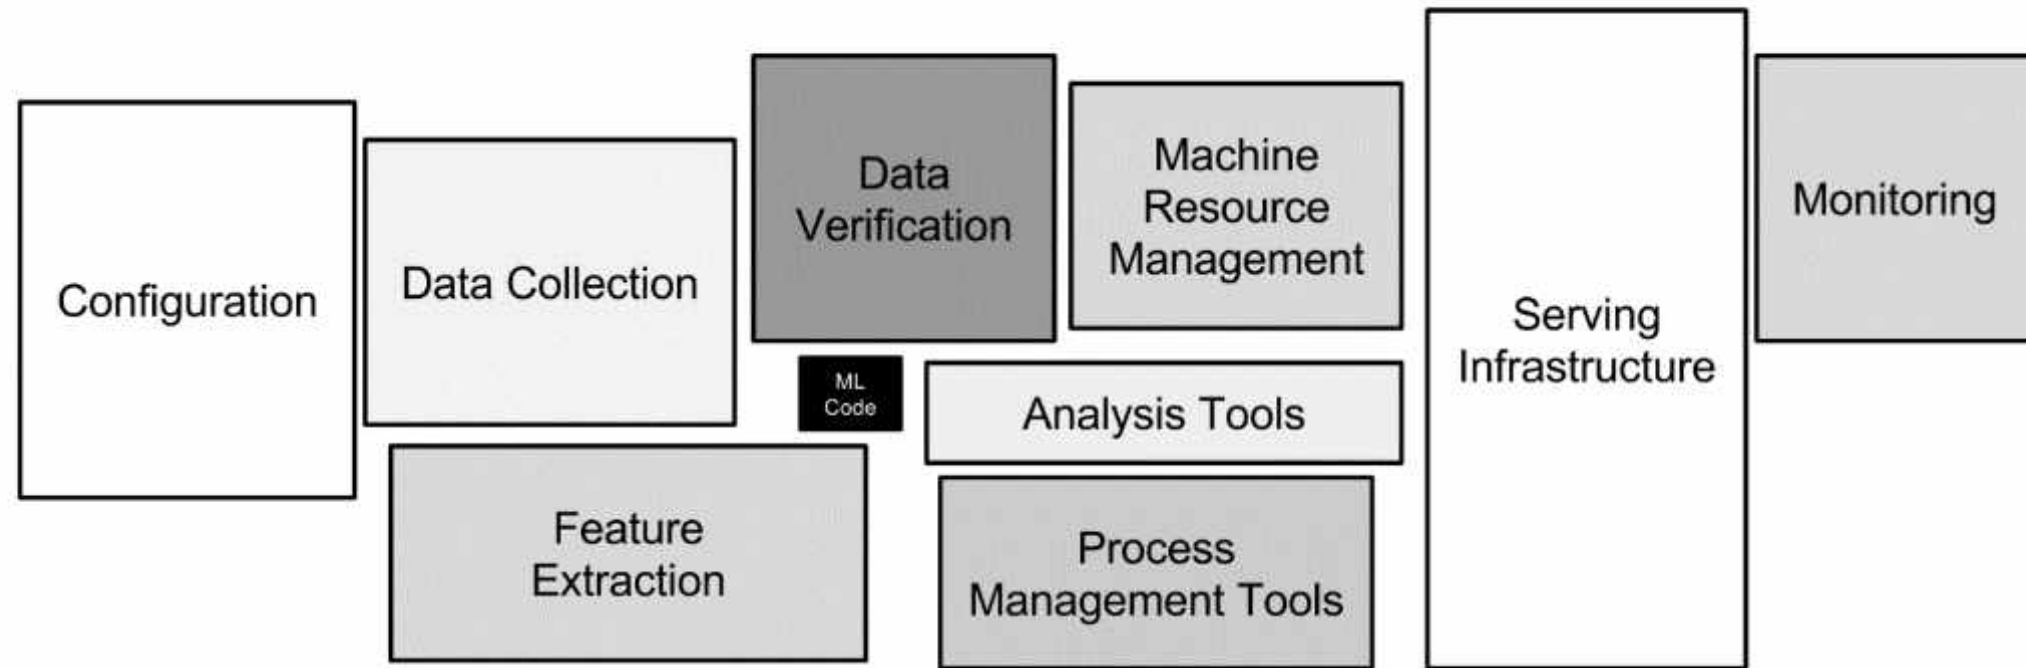 Configuration
Data Collection
Data
Verification
Machine
Resource
Management
Serving
Infrastructure
Monitoring
ML
Code
Analysis Tools
Feature
Extraction
Process
Management Tools